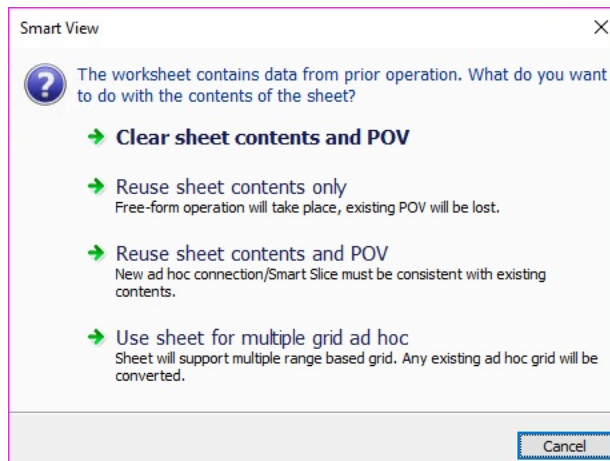 Smart View
The worksheet contains data from prior operation. What do you want
to do with the contents of the sheet?
Clear sheet contents and POV
Reuse sheet contents only
Free-form operation will take place, existing POV will be lost.
Reuse sheet contents and POV
New ad hoc connection/Smart Slice must be consistent with existing
contents.
Use sheet for multiple grid ad hoc
Sheet will support multiple range based grid. Any existing ad hoc grid will be
converted.
Cancel